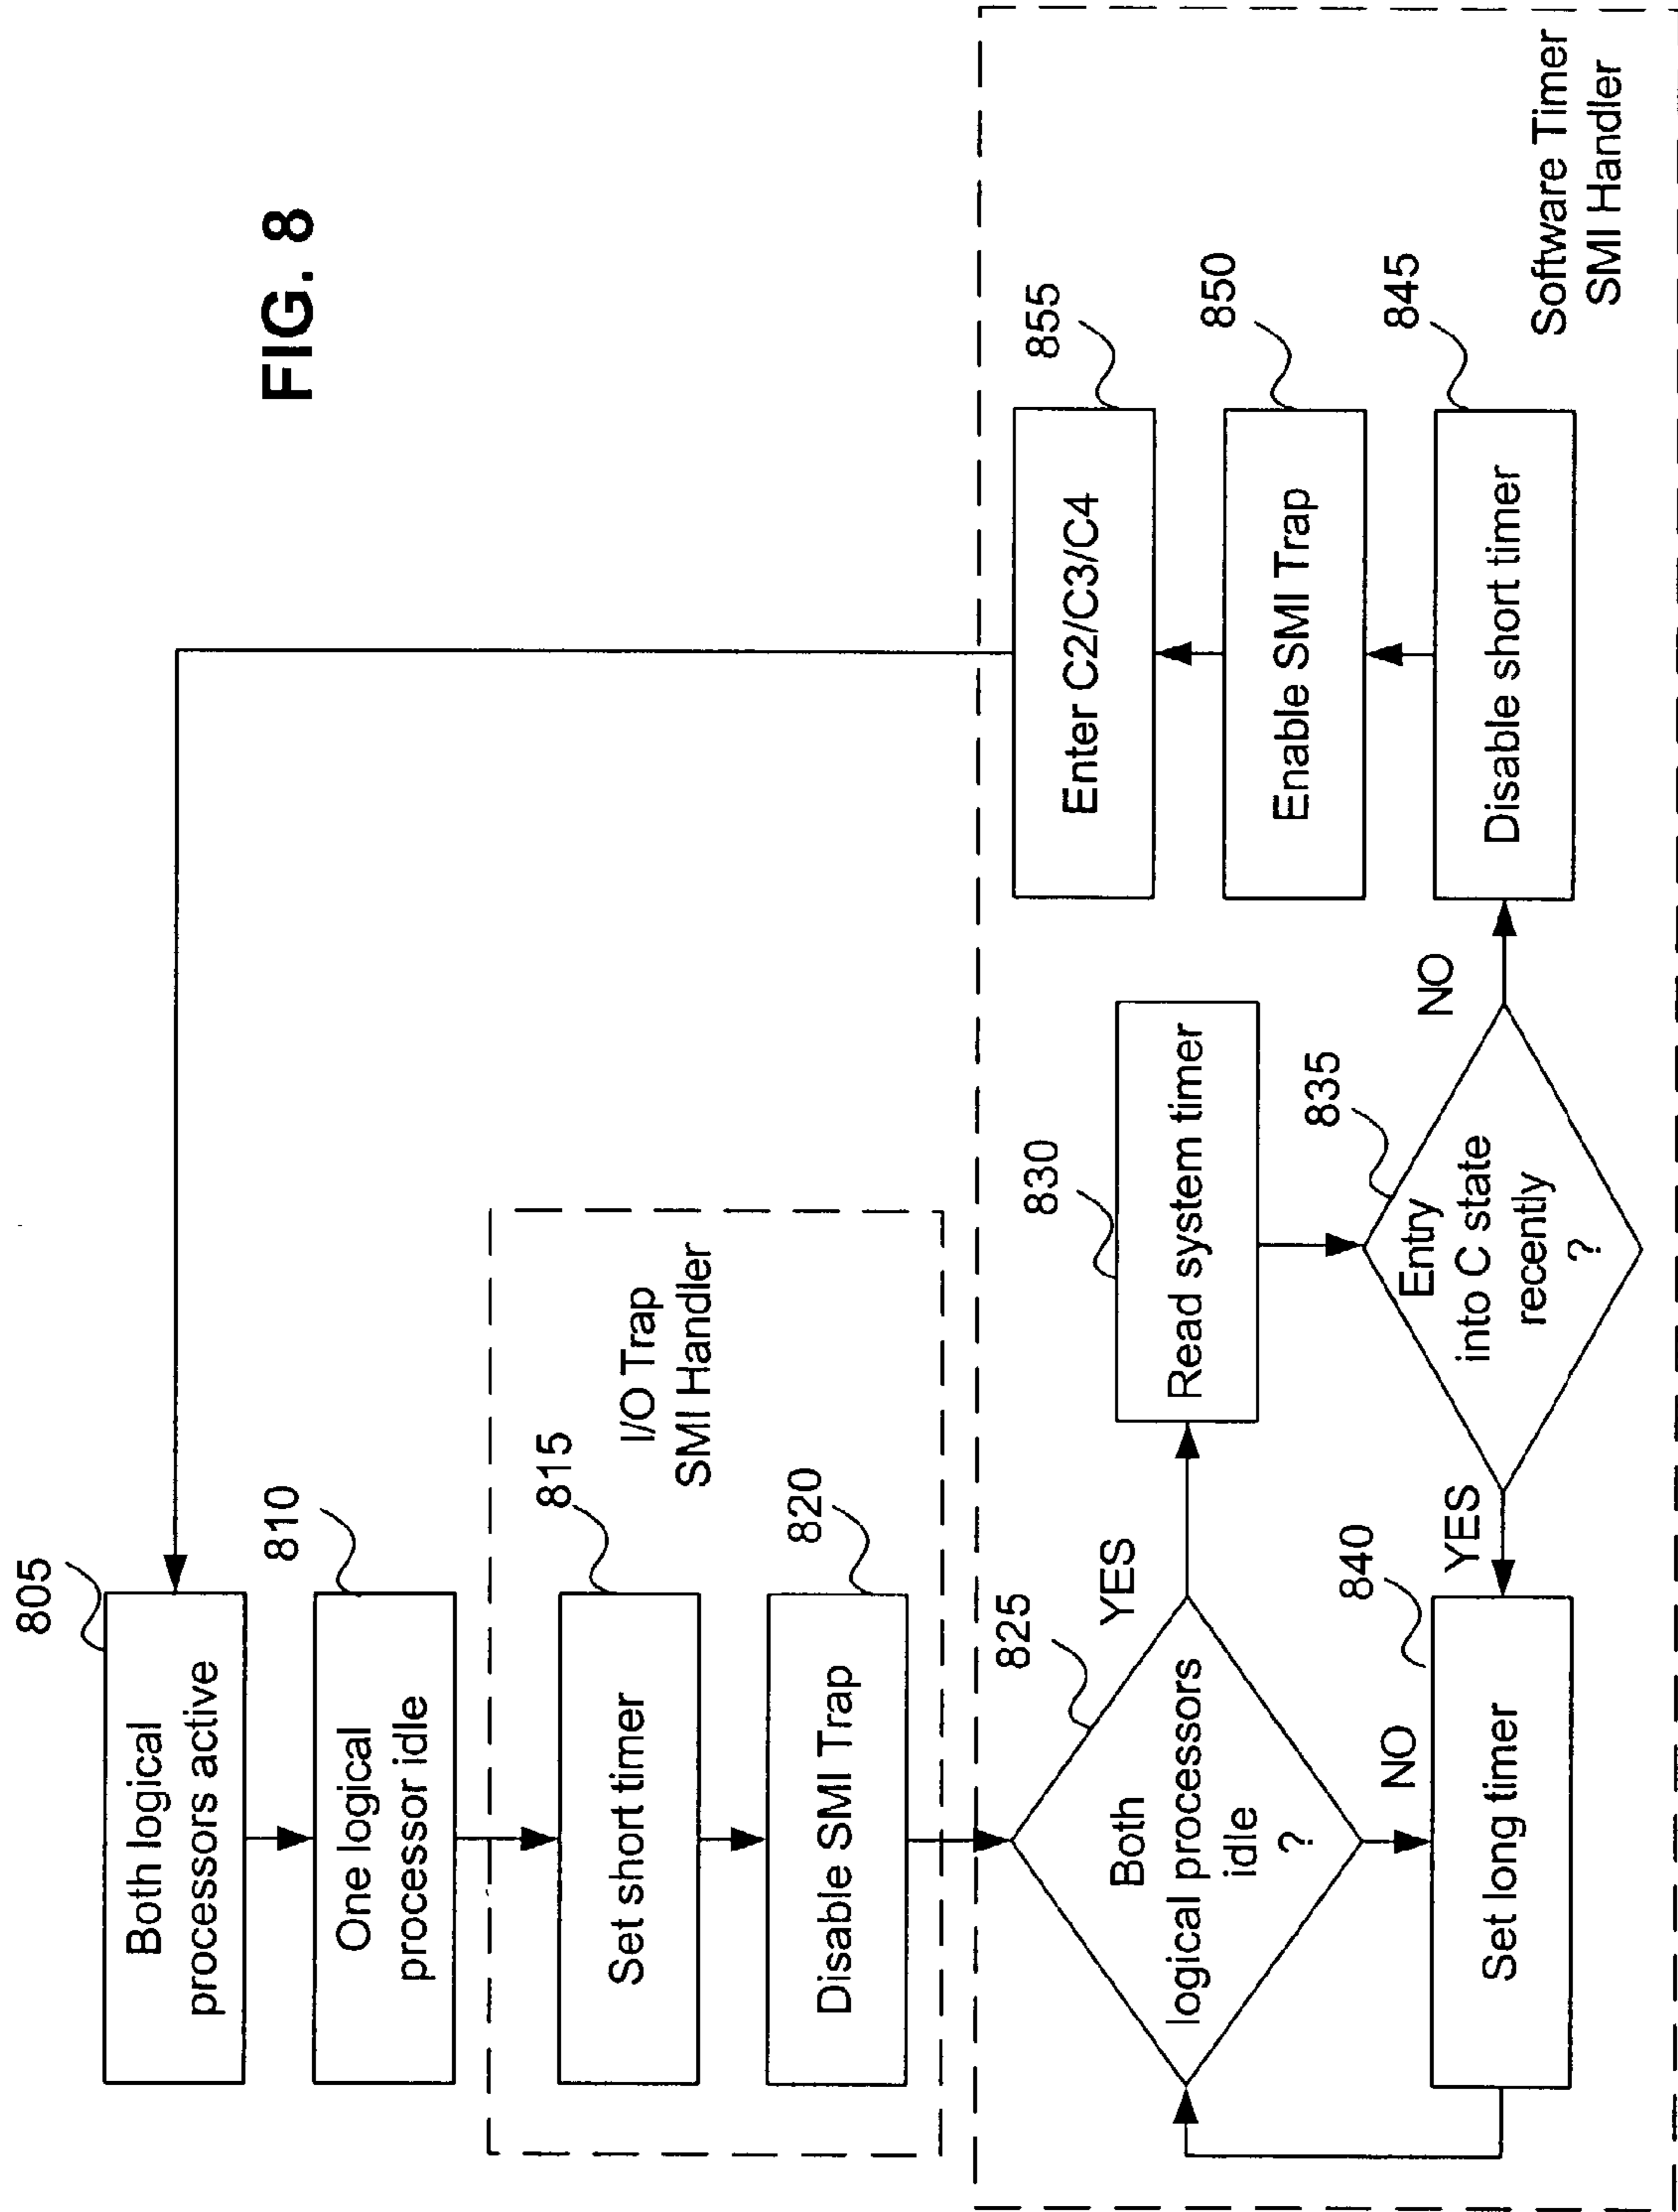 FIG. 8
805
Both logical
processors active
810
One logical
processor idle
I/O Trap
SMI Handler
815
Set short timer
820
Disable SMI Trap
825
Both
logical processors
idle
?
YES
NO
830
Read system timer
835
Entry
into C state
recently
?
YES
NO
840
Set long timer
855
Enter C2/C3/C4
850
Enable SMI Trap
845
Disable short timer
Software Timer
SMI Handler